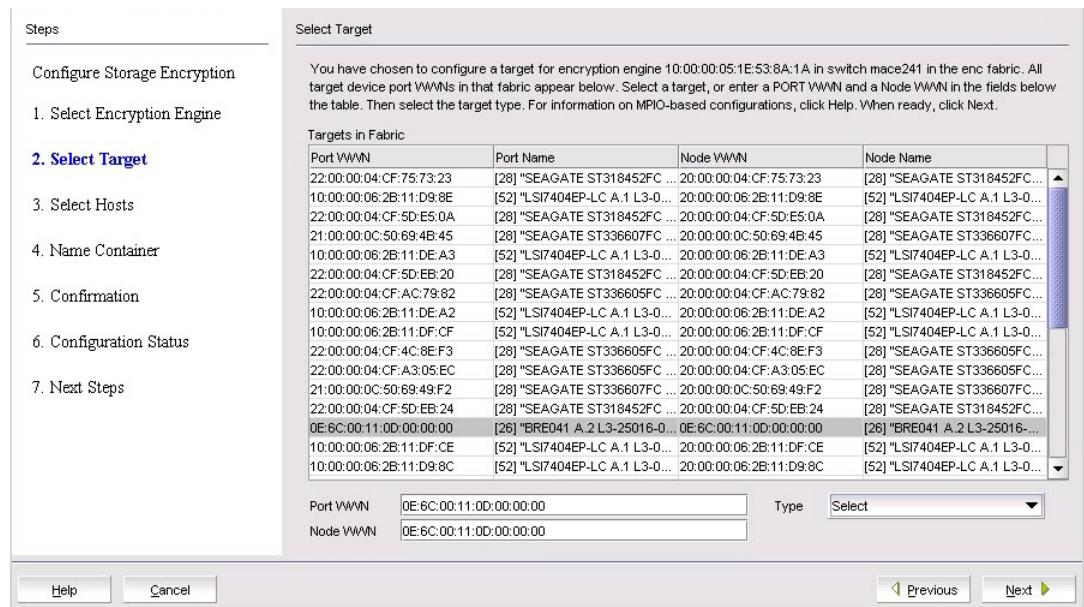 Steps
Configure Storage Encryption
1. Select Encryption Engine
2. Select Target
3. Select Hosts
4. Name Container
5. Confirmation
6. Configuration Status
7. Next Steps
Select Target
You have chosen to configure a target for encryption engine 10:00:00:05:1E:53:8A:1A in switch mace241 in the enc fabric. All
target device port WWNs in that fabric appear below. Select a target, or enter a PORT WWN and a Node WWN in the fields below
the table. Then select the target type. For information on MPIO-based configurations, click Help. When ready, click Next.
Targets in Fabric
Port WWN Port Name Node WWN Node Name
22:00:00:04:CF:75:73:23 [28] "SEAGATE ST318452FC ... 20:00:00:04:CF:75:73:23 [28] "SEAGATE ST318452FC...
10:00:00:06:2B:11:D9:8E [52] "LSI7404EP-LC A.1 L3-0... 20:00:00:06:2B:11:D9:8E [52] "LSI7404EP-LC A.1 L3-0...
22:00:00:04:CF:5D:E5:0A [28] "SEAGATE ST318452FC ... 20:00:00:04:CF:5D:E5:0A [28] "SEAGATE ST318452FC...
21:00:00:0C:50:69:4B:45 [28] "SEAGATE ST336607FC ... 20:00:00:0C:50:69:4B:45 [28] "SEAGATE ST336607FC...
10:00:00:06:2B:11:DE:A3 [52] "LSI7404EP-LC A.1 L3-0... 20:00:00:06:2B:11:DE:A3 [52] "LSI7404EP-LC A.1 L3-0...
22:00:00:04:CF:5D:EB:20 [28] "SEAGATE ST318452FC ... 20:00:00:04:CF:5D:EB:20 [28] "SEAGATE ST318452FC...
22:00:00:04:CF:AC:79:82 [28] "SEAGATE ST336605FC ... 20:00:00:04:CF:AC:79:82 [28] "SEAGATE ST336605FC...
10:00:00:06:2B:11:DE:A2 [52] "LSI7404EP-LC A.1 L3-0... 20:00:00:06:2B:11:DE:A2 [52] "LSI7404EP-LC A.1 L3-0...
10:00:00:06:2B:11:DF:CF [52] "LSI7404EP-LC A.1 L3-0... 20:00:00:06:2B:11:DF:CF [52] "LSI7404EP-LC A.1 L3-0...
22:00:00:04:CF:4C:8E:F3 [28] "SEAGATE ST336605FC ... 20:00:00:04:CF:4C:8E:F3 [28] "SEAGATE ST336605FC...
22:00:00:04:CF:A3:05:EC [28] "SEAGATE ST336605FC ... 20:00:00:04:CF:A3:05:EC [28] "SEAGATE ST336605FC...
21:00:00:0C:50:69:49:F2 [28] "SEAGATE ST336607FC ... 20:00:00:0C:50:69:49:F2 [28] "SEAGATE ST336607FC...
22:00:00:04:CF:5D:EB:24 [28] "SEAGATE ST318452FC ... 20:00:00:04:CF:5D:EB:24 [28] "SEAGATE ST318452FC...
0E:6C:00:11:0D:00:00:00 [26] "BRE041 A.2 L3-25016-0... 0E:6C:00:11:0D:00:00:00 [26] "BRE041 A.2 L3-25016-...
10:00:00:06:2B:11:DF:CE [52] "LSI7404EP-LC A.1 L3-0... 20:00:00:06:2B:11:DF:CE [52] "LSI7404EP-LC A.1 L3-0...
10:00:00:06:2B:11:D9:8C [52] "LSI7404EP-LC A.1 L3-0... 20:00:00:06:2B:11:D9:8C [52] "LSI7404EP-LC A.1 L3-0...
Port WWN 0E:6C:00:11:0D:00:00:00 Type Select
Node WWN 0E:6C:00:11:0D:00:00:00
Help Cancel Previous Next